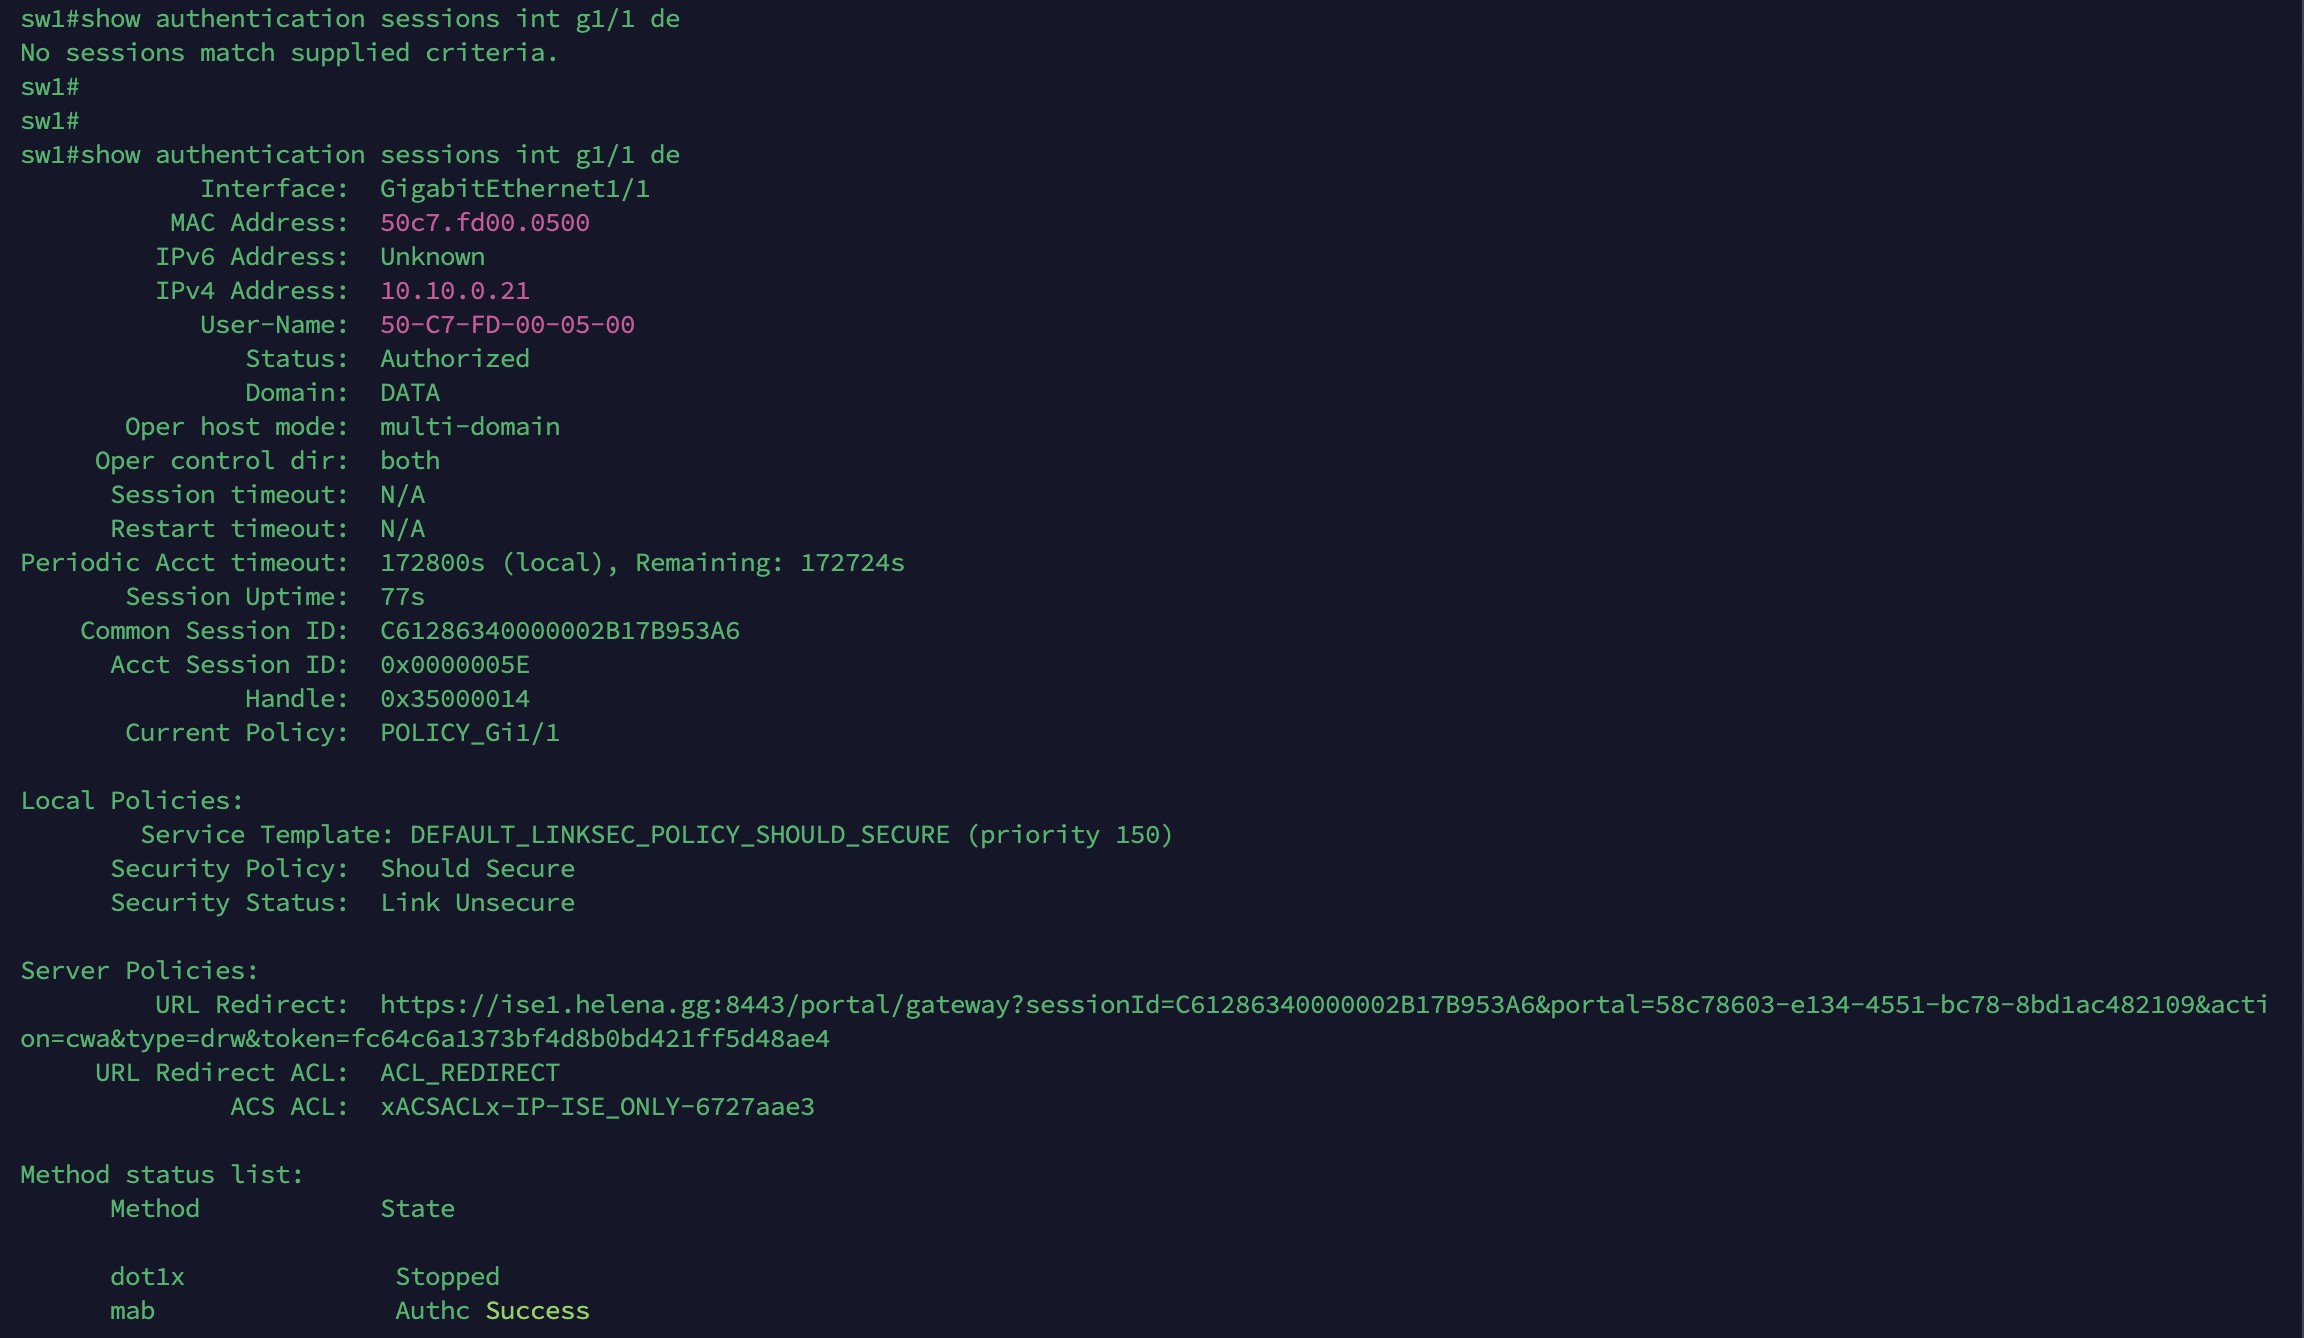 sw1#show authentication sessions int g1/1 de
No sessions match supplied criteria.
sw1#
sw1#
sw1#show authentication sessions int g1/1 de
Interface:  GigabitEthernet1/1
MAC Address:  50c7.fd00.0500
IPv6 Address:  Unknown
IPv4 Address:  10.10.0.21
User-Name:  50-C7-FD-00-05-00
Status:  Authorized
Domain:  DATA
Oper host mode:  multi-domain
Oper control dir:  both
Session timeout:  N/A
Restart timeout:  N/A
Periodic Acct timeout:  172800s (local), Remaining: 172724s
Session Uptime:  77s
Common Session ID:  C61286340000002B17B953A6
Acct Session ID:  0x0000005E
Handle:  0x35000014
Current Policy:  POLICY_Gi1/1
Local Policies:
Service Template: DEFAULT_LINKSEC_POLICY_SHOULD_SECURE (priority 150)
Security Policy:  Should Secure
Security Status:  Link Unsecure
Server Policies:
URL Redirect:  https://ise1.helena.gg:8443/portal/gateway?sessionId=C61286340000002B17B953A6&portal=58c78603-e134-4551-bc78-8bd1ac482109&acti
on=cwa&type=drw&token=fc64c6a1373bf4d8b0bd421ff5d48ae4
URL Redirect ACL:  ACL_REDIRECT
ACS ACL:  xACSACLx-IP-ISE_ONLY-6727aae3
Method status list:
Method            State
dot1x              Stopped
mab                Authc Success